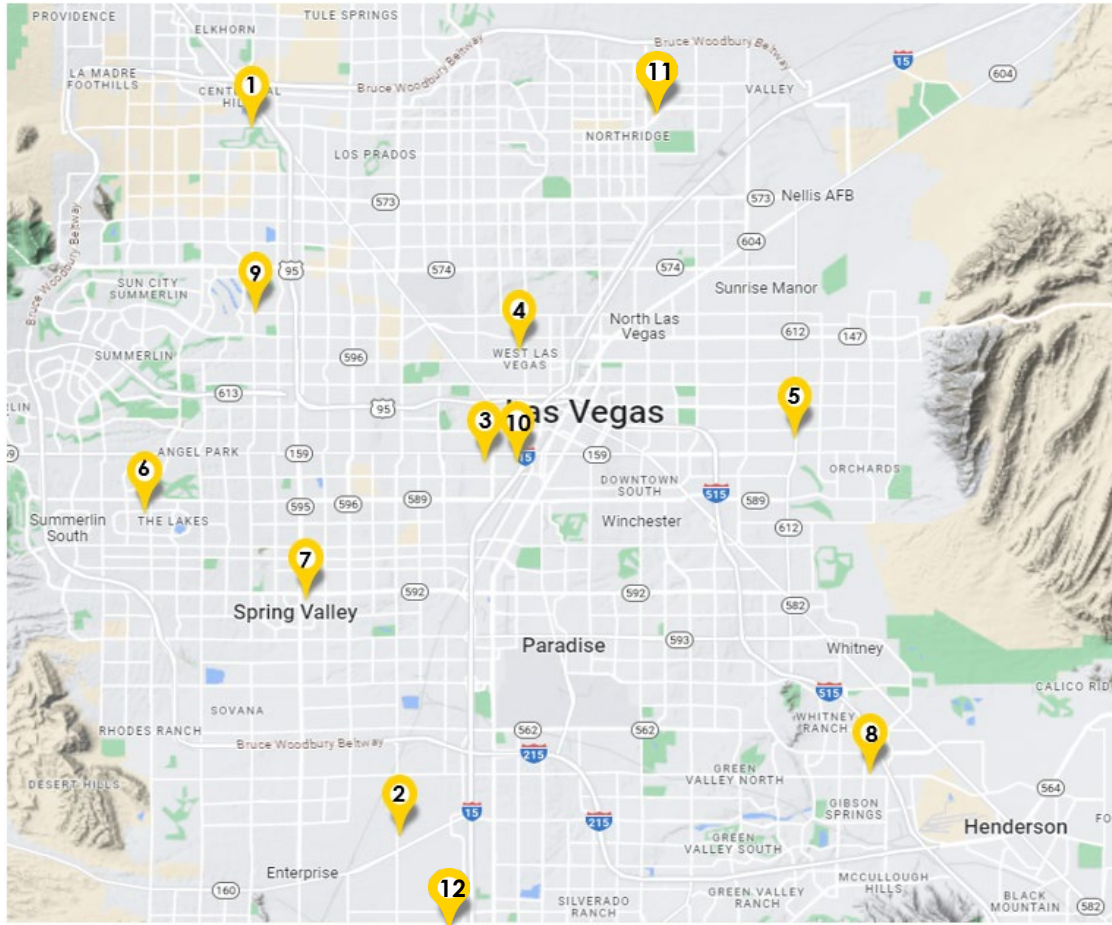 PROVIDENCE
TULE SPRINGS
ELKHORN
Bruce Woodbury Beltway
Bruce Woodbury Beltway
11
15
604
LA MADRE
FOOTHILLS
1
Bruce Woodbury Beltway
VALLEY
NORTHRIDGE
LOS PRADOS
573
573
Nellis AFB
604
Bruce Woodbury Beltway
9
95
574
574
SUN CITY
SUMMERLIN
Sunrise Manor
4
North Las
Vegas
612
147
SUMMERLIN
596
WEST LAS
VEGAS
613
95
5
3
10
Las Vegas
ANGEL PARK
159
15
159
6
ORCHARDS
DOWNTOWN
SOUTH
515
589
595
596
589
Summerlin
South
THE LAKES
Winchester
612
7
592
592
582
Spring Valley
Paradise
593
Whitney
515
CALICO RID
SOVANA
WHITNEY
RANCH
RHODES RANCH
562
562
8
Bruce Woodbury Beltway
215
DESERT HILLS
GREEN
VALLEY NORTH
564
2
15
215
GIBSON
SPRINGS
FO
Henderson
GREEN
VALLEY SOUTH
Enterprise
160
12
MCCULLOUGH
HILLS
SILVERADO
RANCH
GREEN VALLEY
RANCH
BLACK
MOUNTAIN
582